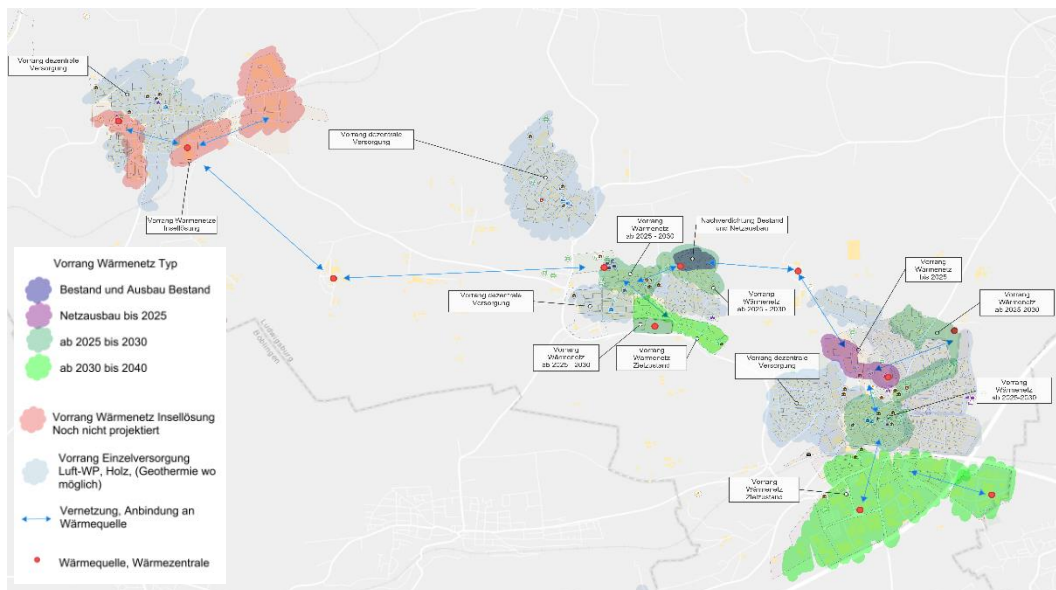 Vorrang dezentrale
Versorgung
Vorrang dezentrale
Versorgung
Vorrang Wärmenetze
Insellösung
Vorrang
Wärmenetz
ab 2025 - 2030
Nachverdichtung Bestand
und Netzausbau
Vorrang
Wärmenetz
bis 2025
Vorrang
Wärmenetz
ab 2025-2030
Vorrang dezentrale
Versorgung
Vorrang
Wärmenetz
ab 2025 - 2030
Vorrang
Wärmenetz
ab 2025 - 2030
Vorrang
Wärmenetz
Zielzustand
Vorrang dezentrale
Versorgung
Vorrang
Wärmenetz
ab 2025-2030
Vorrang
Wärmenetz
Zielzustand
Ludwigsburg
Böblingen
Vorrang Wärmenetz Typ
Bestand und Ausbau Bestand
Netzausbau bis 2025
ab 2025 bis 2030
ab 2030 bis 2040
Vorrang Wärmenetz Insellösung
Noch nicht projektiert
Vorrang Einzelversorgung
Luft-WP, Holz, (Geothermie wo
möglich)
Vernetzung, Anbindung an
Wärmequelle
Wärmequelle, Wärmezentrale